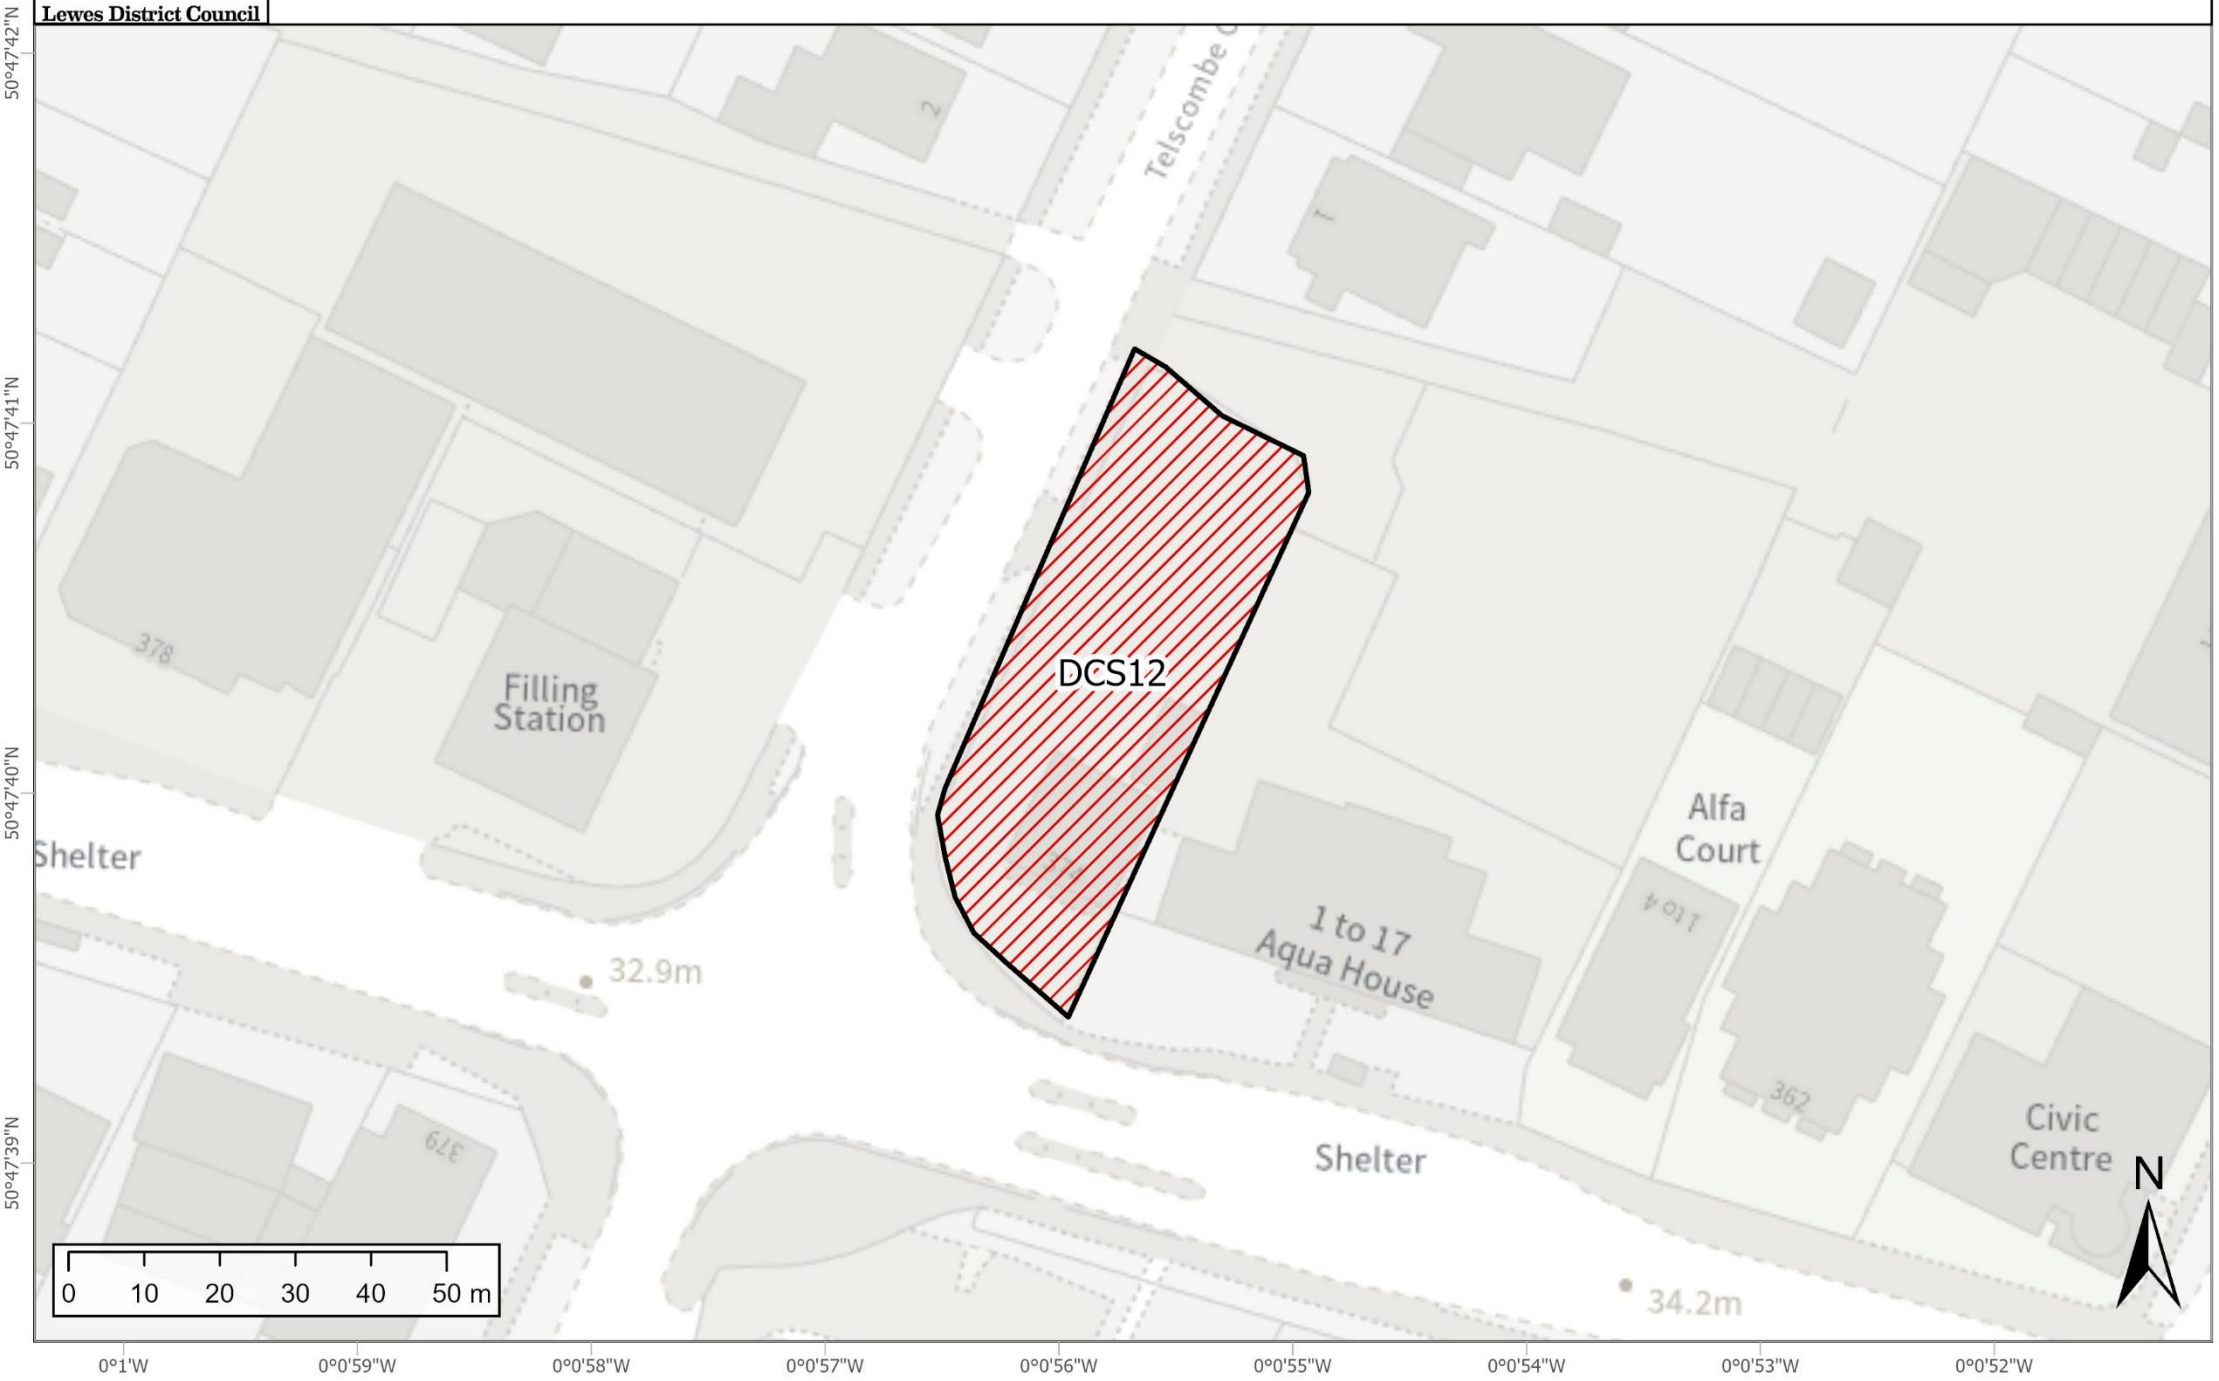 Lewes District Council
50°47'42"N
2
Telscombe C
1
50°47'41"N
DCS12
378
Filling
Station
50°47'40"N
Alfa
Court
Shelter
1 to 4
1 to 17
Aqua House
32.9m
362
Civic
Centre
379
50°47'39"N
Shelter
N
34.2m
0 10 20 30 40 50 m
0°1'W 0°0'59"W 0°0'58"W 0°0'57"W 0°0'56"W 0°0'55"W 0°0'54"W 0°0'53"W 0°0'52"W